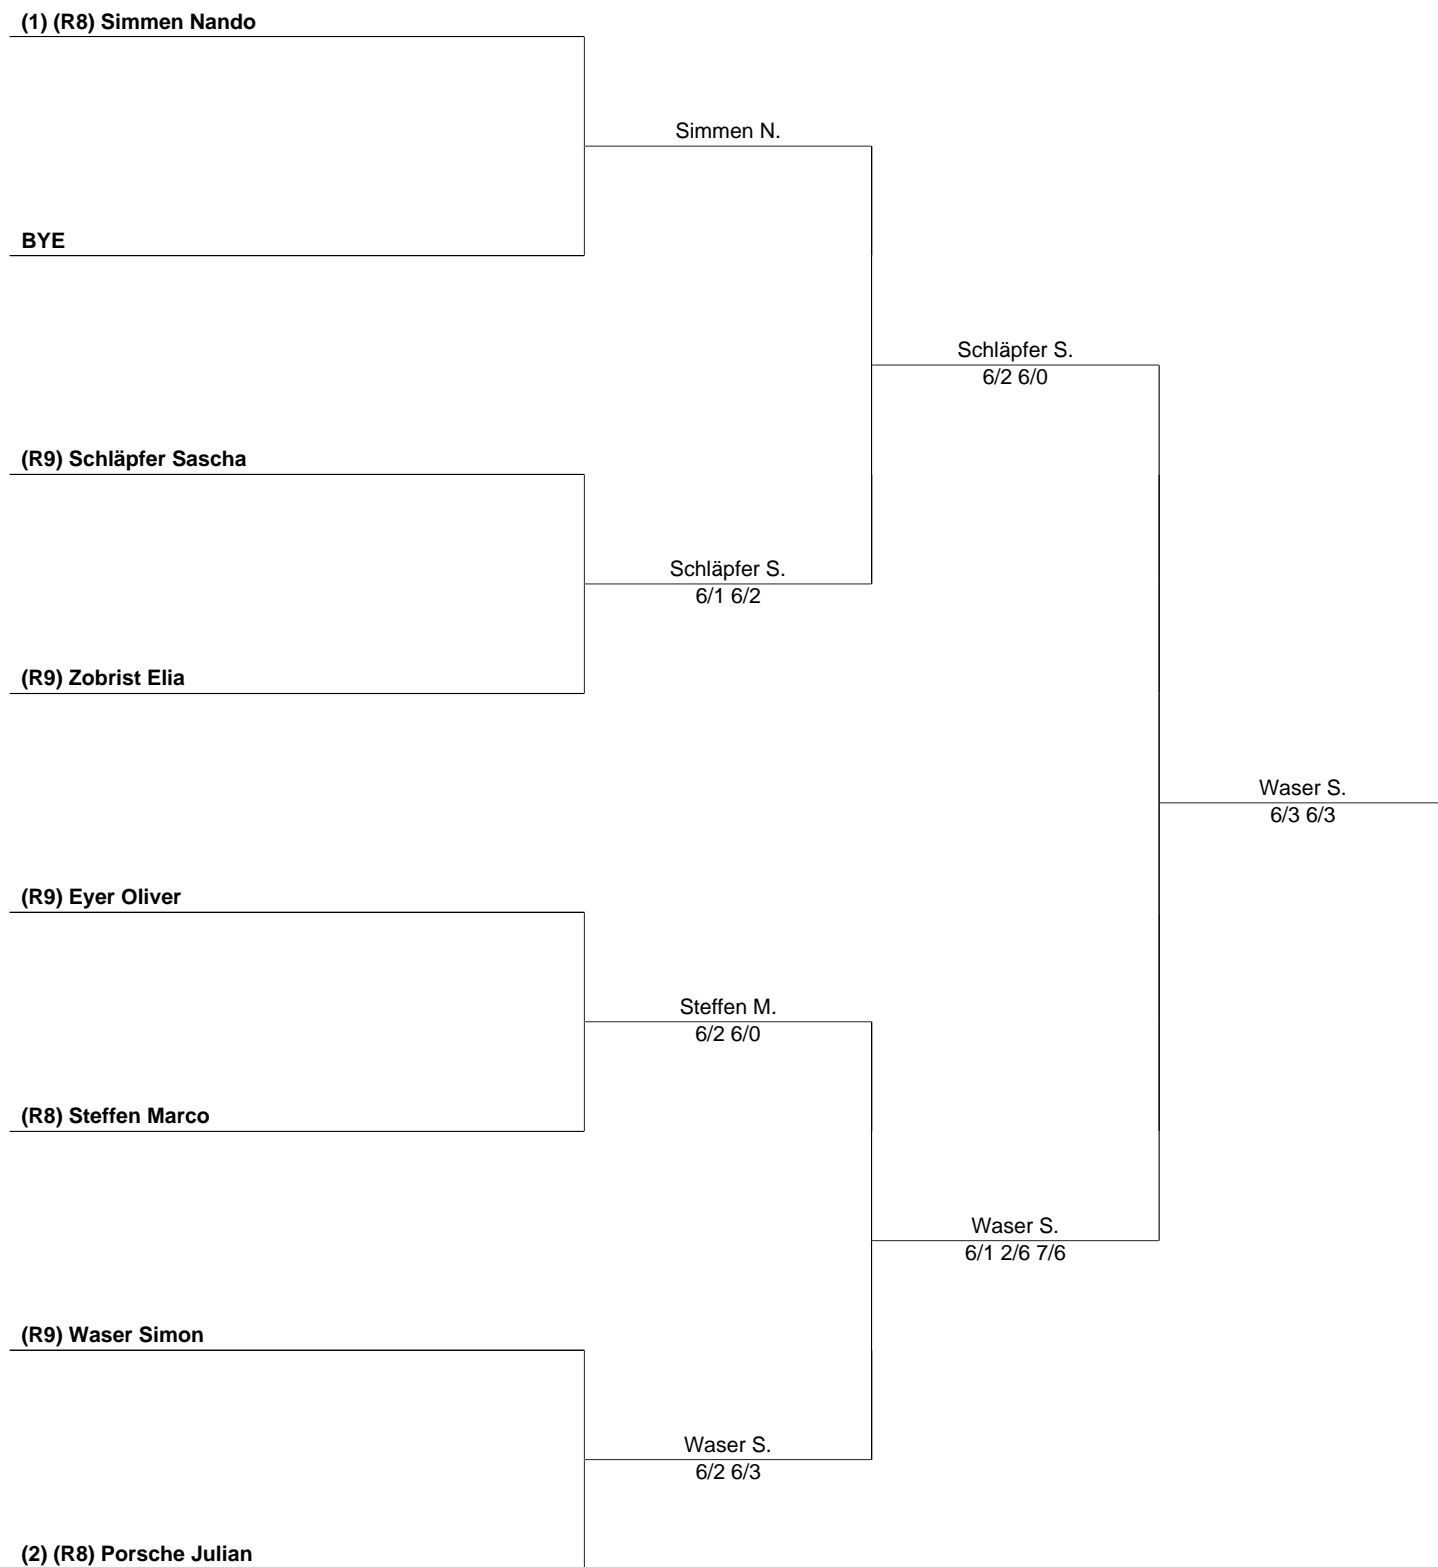 (1) (R8) Simmen Nando
Simmen N.
BYE
Schläpfer S.
6/2 6/0
(R9) Schläpfer Sascha
Schläpfer S.
6/1 6/2
(R9) Zobrist Elia
Waser S.
6/3 6/3
(R9) Eyer Oliver
Steffen M.
6/2 6/0
(R8) Steffen Marco
Waser S.
6/1 2/6 7/6
(R9) Waser Simon
Waser S.
6/2 6/3
(2) (R8) Porsche Julian